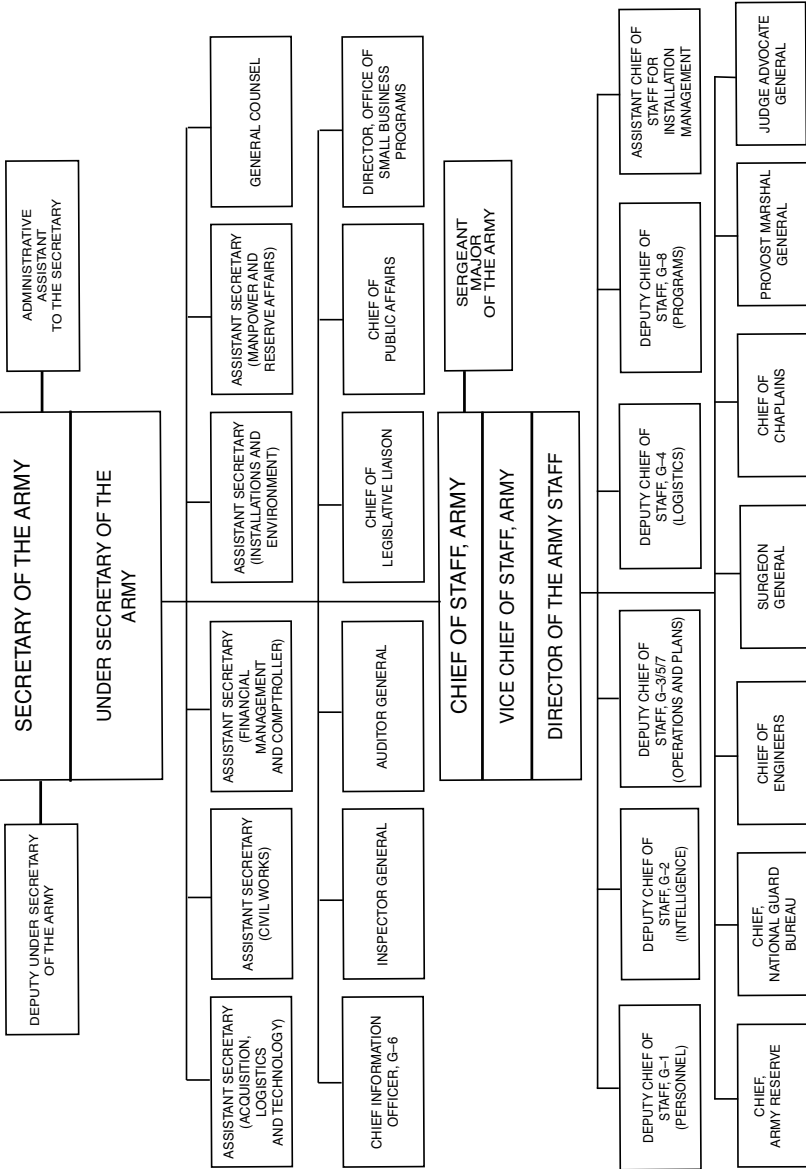 SECRETARY OF THE ARMY
UNDER SECRETARY OF THE
ARMY
DEPUTY UNDER SECRETARY
OF THE ARMY
ADMINISTRATIVE
ASSISTANT
TO THE SECRETARY
ASSISTANT SECRETARY
(ACQUISITION,
LOGISTICS
AND TECHNOLOGY)
ASSISTANT SECRETARY
(CIVIL WORKS)
ASSISTANT SECRETARY
(FINANCIAL
MANAGEMENT
AND COMPTROLLER)
ASSISTANT SECRETARY
(INSTALLATIONS AND
ENVIRONMENT)
ASSISTANT SECRETARY
(MANPOWER AND
RESERVE AFFAIRS)
GENERAL COUNSEL
CHIEF INFORMATION
OFFICER, G–6
INSPECTOR GENERAL
AUDITOR GENERAL
CHIEF OF
LEGISLATIVE LIAISON
CHIEF OF
PUBLIC AFFAIRS
DIRECTOR, OFFICE OF
SMALL BUSINESS
PROGRAMS
CHIEF OF STAFF, ARMY
VICE CHIEF OF STAFF, ARMY
DIRECTOR OF THE ARMY STAFF
SERGEANT
MAJOR
OF THE ARMY
DEPUTY CHIEF OF
STAFF, G–1
(PERSONNEL)
DEPUTY CHIEF OF
STAFF, G–2
(INTELLIGENCE)
DEPUTY CHIEF OF
STAFF, G–3/5/7
(OPERATIONS AND PLANS)
DEPUTY CHIEF OF
STAFF, G–4
(LOGISTICS)
DEPUTY CHIEF OF
STAFF, G–8
(PROGRAMS)
ASSISTANT CHIEF OF
STAFF FOR
INSTALLATION
MANAGEMENT
CHIEF,
ARMY RESERVE
CHIEF,
NATIONAL GUARD
BUREAU
CHIEF OF
ENGINEERS
SURGEON
GENERAL
CHIEF OF
CHAPLAINS
PROVOST MARSHAL
GENERAL
JUDGE ADVOCATE
GENERAL